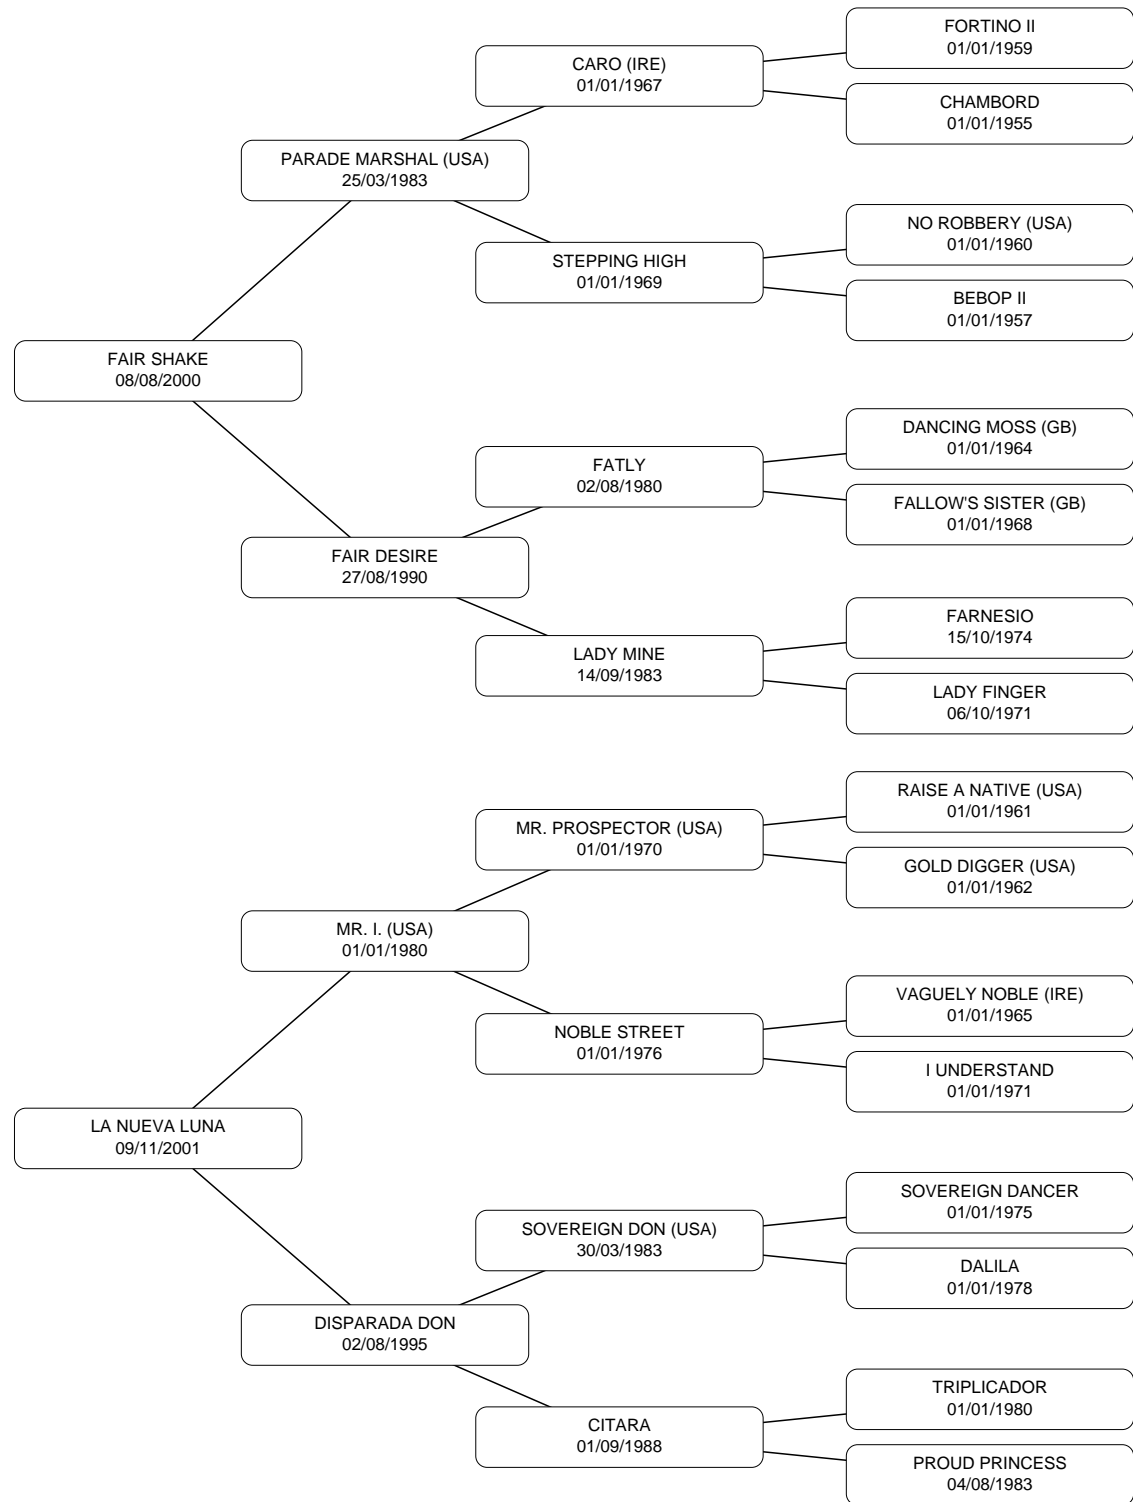 FORTINO II
01/01/1959
CARO (IRE)
01/01/1967
CHAMBORD
01/01/1955
PARADE MARSHAL (USA)
25/03/1983
NO ROBBERY (USA)
01/01/1960
STEPPING HIGH
01/01/1969
BEBOP II
01/01/1957
FAIR SHAKE
08/08/2000
DANCING MOSS (GB)
01/01/1964
FATLY
02/08/1980
FALLOW'S SISTER (GB)
01/01/1968
FAIR DESIRE
27/08/1990
FARNESIO
15/10/1974
LADY MINE
14/09/1983
LADY FINGER
06/10/1971
RAISE A NATIVE (USA)
01/01/1961
MR. PROSPECTOR (USA)
01/01/1970
GOLD DIGGER (USA)
01/01/1962
MR. I. (USA)
01/01/1980
VAGUELY NOBLE (IRE)
01/01/1965
NOBLE STREET
01/01/1976
I UNDERSTAND
01/01/1971
LA NUEVA LUNA
09/11/2001
SOVEREIGN DANCER
01/01/1975
SOVEREIGN DON (USA)
30/03/1983
DALILA
01/01/1978
DISPARADA DON
02/08/1995
TRIPLICADOR
01/01/1980
CITARA
01/09/1988
PROUD PRINCESS
04/08/1983